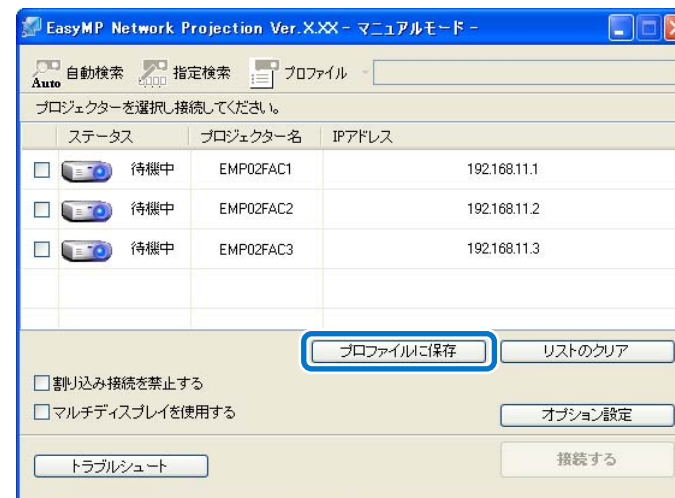 EasyMP Network Projection Ver.X.XX - マニュアルモード -
Auto 自動検索 指定検索 プロファイル
プロジェクターを選択し接続してください。
ステータス プロジェクター名 IPアドレス
待機中 EMP02FAC1 192.168.11.1
待機中 EMP02FAC2 192.168.11.2
待機中 EMP02FAC3 192.168.11.3
プロファイルに保存 リストのクリア
割り込み接続を禁止する
マルチディスプレイを使用する オプション設定
トラブルシュート 接続する